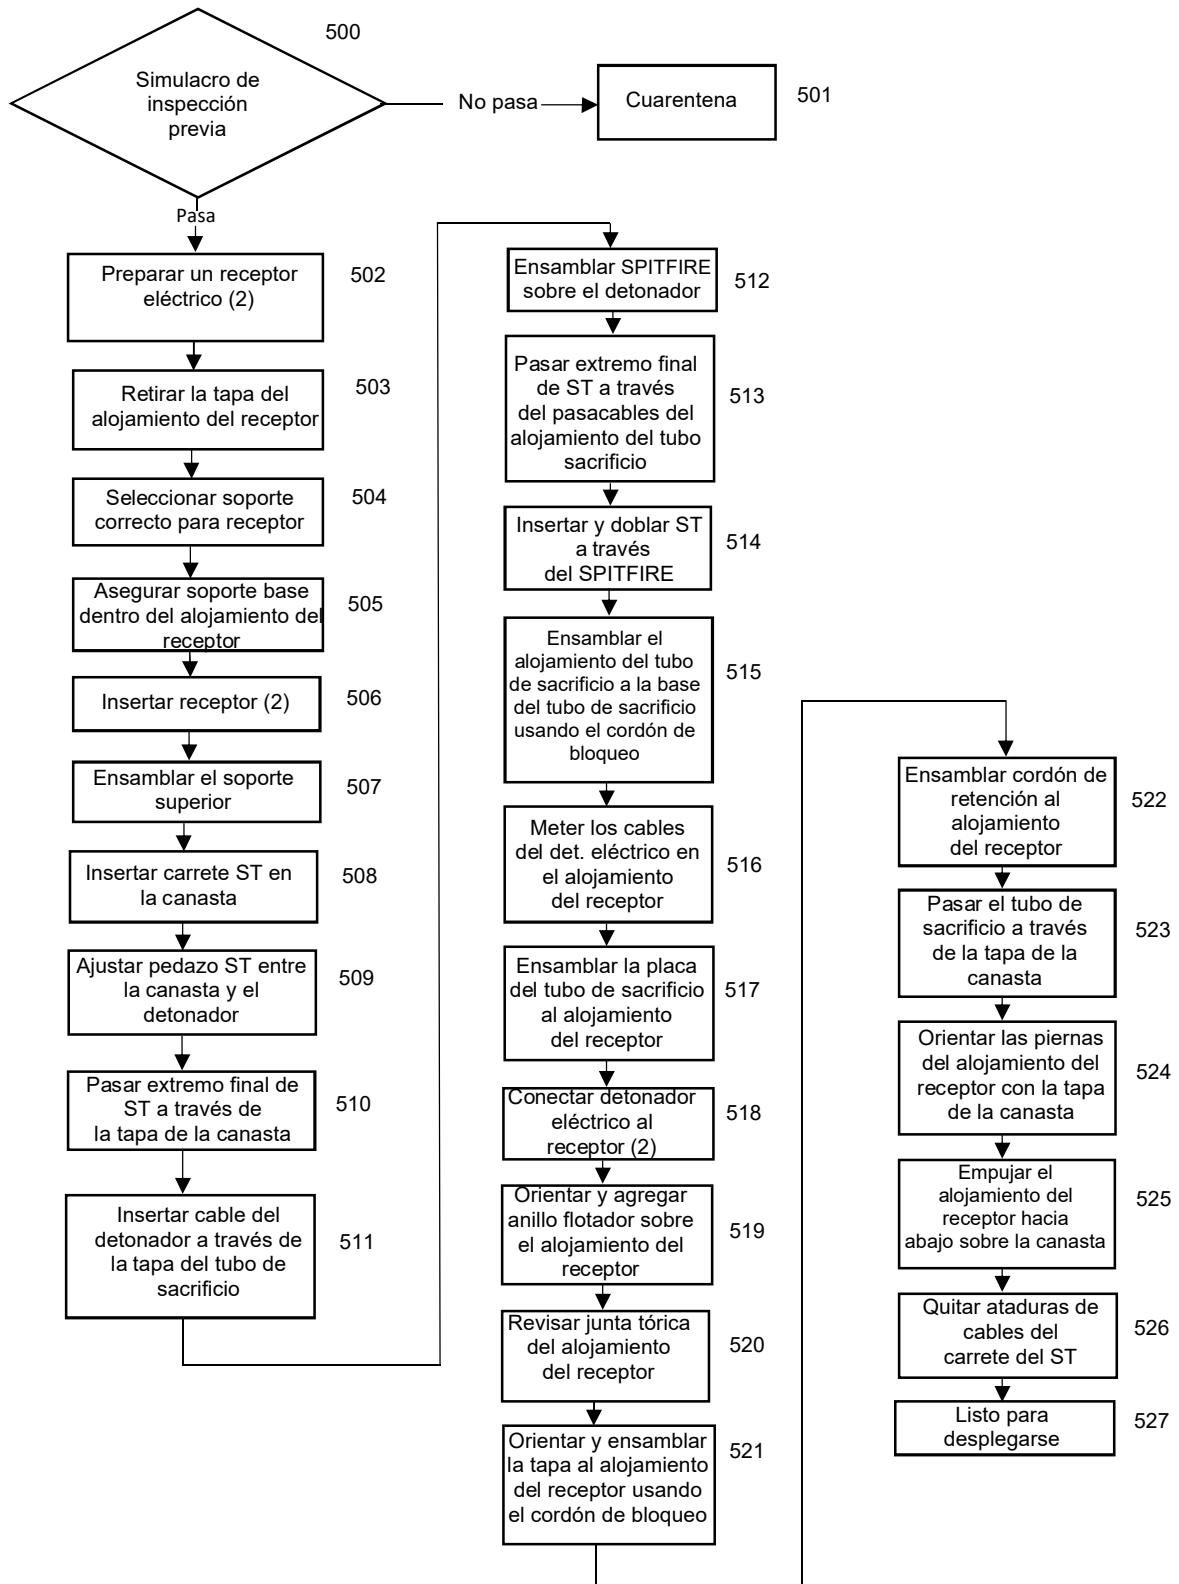 500
Simulacro de
inspección
previa
No pasa
Cuarentena
501
Pasa
Preparar un receptor
eléctrico (2)
502
Retirar la tapa del
alojamiento del receptor
503
Seleccionar soporte
correcto para receptor
504
Asegurar soporte base
dentro del alojamiento del
receptor
505
Insertar receptor (2)
506
Ensamblar el soporte
superior
507
Insertar carrete ST en
la canasta
508
Ajustar pedazo ST entre
la canasta y el
detonador
509
Pasar extremo final de
ST a través de
la tapa de la canasta
510
Insertar cable del
detonador a través de
la tapa del tubo de
sacrificio
511
Ensamblar SPITFIRE
sobre el detonador
512
Pasar extremo final
de ST a través
del pasacables del
alojamiento del tubo
sacrificio
513
Insertar y doblar ST
a través
del SPITFIRE
514
Ensamblar el
alojamiento del tubo
de sacrificio a la base
del tubo de sacrificio
usando el cordón de
bloqueo
515
Meter los cables
del det. eléctrico en
el alojamiento
del receptor
516
Ensamblar la placa
del tubo de sacrificio
al alojamiento
del receptor
517
Conectar detonador
eléctrico al
receptor (2)
518
Orientar y agregar
anillo flotador sobre
el alojamiento del
receptor
519
Revisar junta tórica
del alojamiento
del receptor
520
Orientar y ensamblar
la tapa al alojamiento
del receptor usando
el cordón de bloqueo
521
Ensamblar cordón de
retención al
alojamiento
del receptor
522
Pasar el tubo de
sacrificio a través
de la tapa de la
canasta
523
Orientar las piernas
del alojamiento del
receptor con la tapa
de la canasta
524
Empujar el
alojamiento del
receptor hacia
abajo sobre la canasta
525
Quitar ataduras de
cables del
carrete del ST
526
Listo para
desplegarse
527